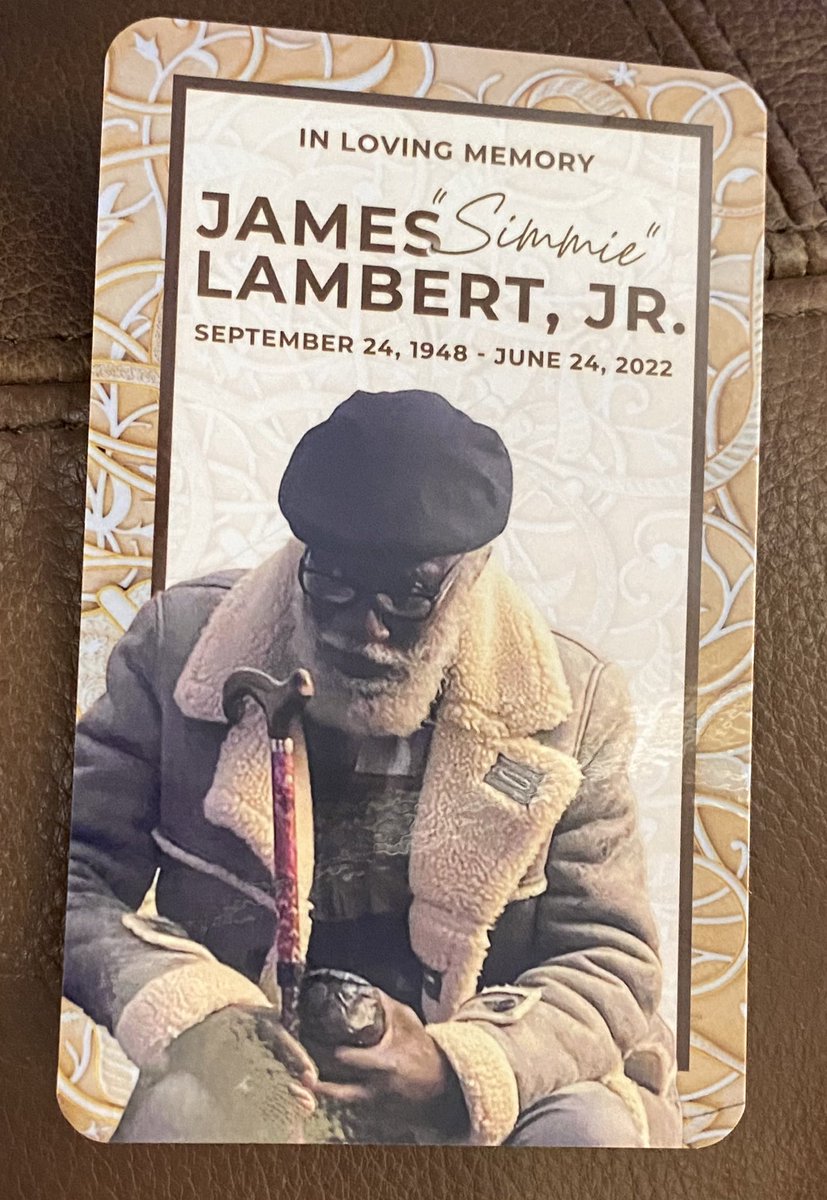 IN LOVING MEMORY
JAMES "Simmie"
LAMBERT, JR.
SEPTEMBER 24, 1948 - JUNE 24, 2022